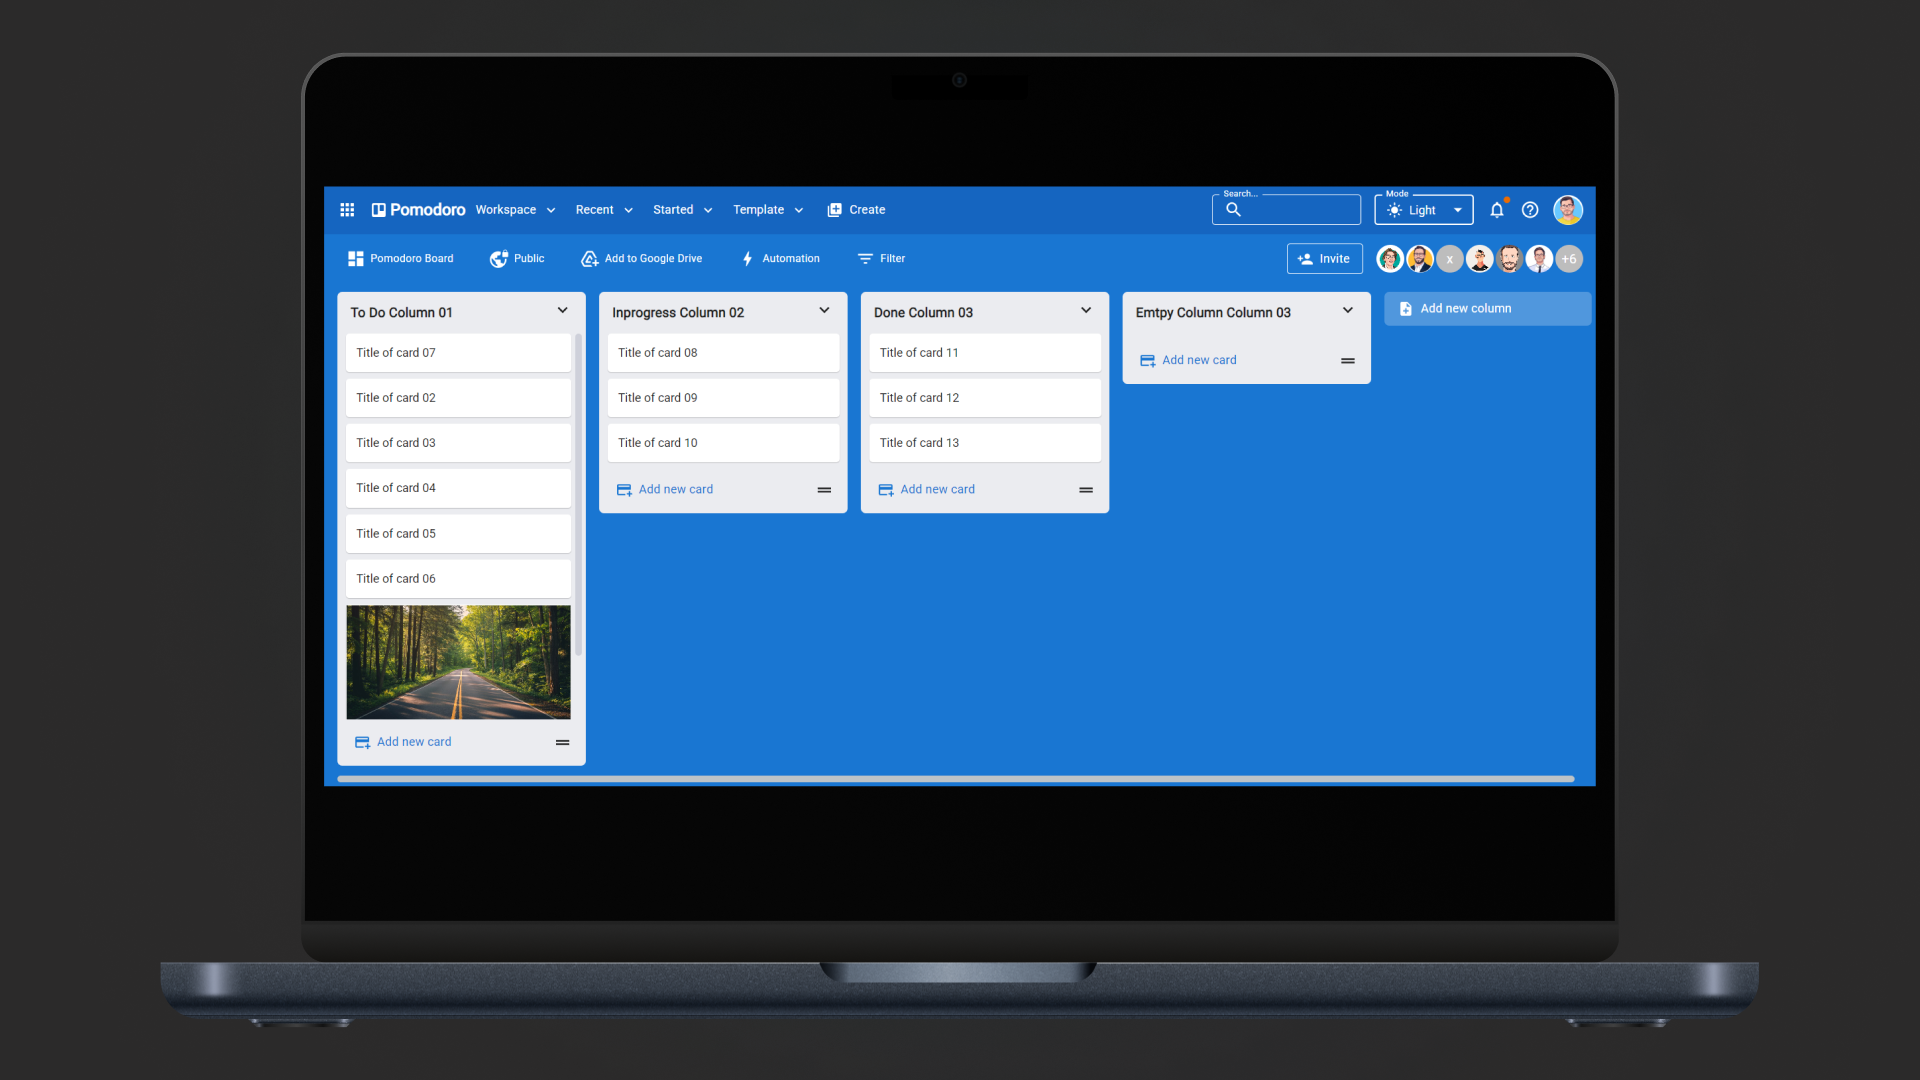 Pomodoro Workspace Recent Started Template Create Search... Mode Light
Pomodoro Board Public Add to Google Drive Automation Filter Invite x +6
To Do Column 01
Title of card 07
Title of card 02
Title of card 03
Title of card 04
Title of card 05
Title of card 06
Add new card
Inprogress Column 02
Title of card 08
Title of card 09
Title of card 10
Add new card
Done Column 03
Title of card 11
Title of card 12
Title of card 13
Add new card
Emtpy Column Column 03
Add new card
Add new column